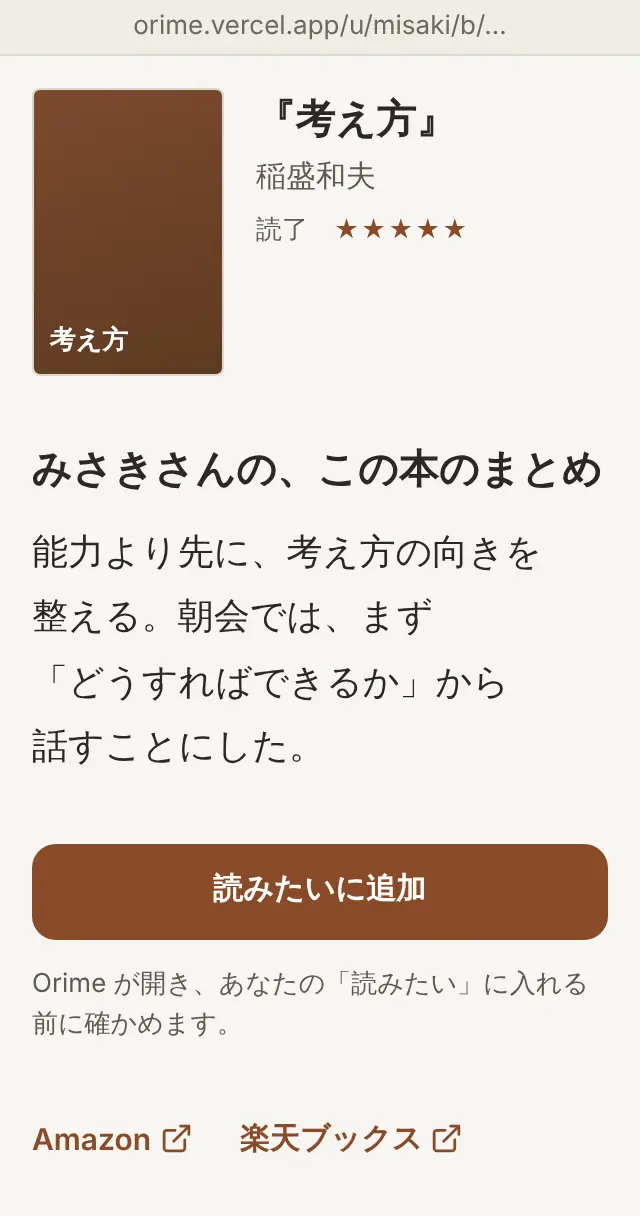 orime.vercel.app/u/misaki/b/...
考え方
『考え方』
稲盛和夫
読了 ★★★★★
みさきさんの、この本のまとめ
能力より先に、考え方の向きを
整える。朝会では、まず
「どうすればできるか」から
話すことにした。
読みたいに追加
Orime が開き、あなたの「読みたい」に入れる
前に確かめます。
Amazon 楽天ブックス